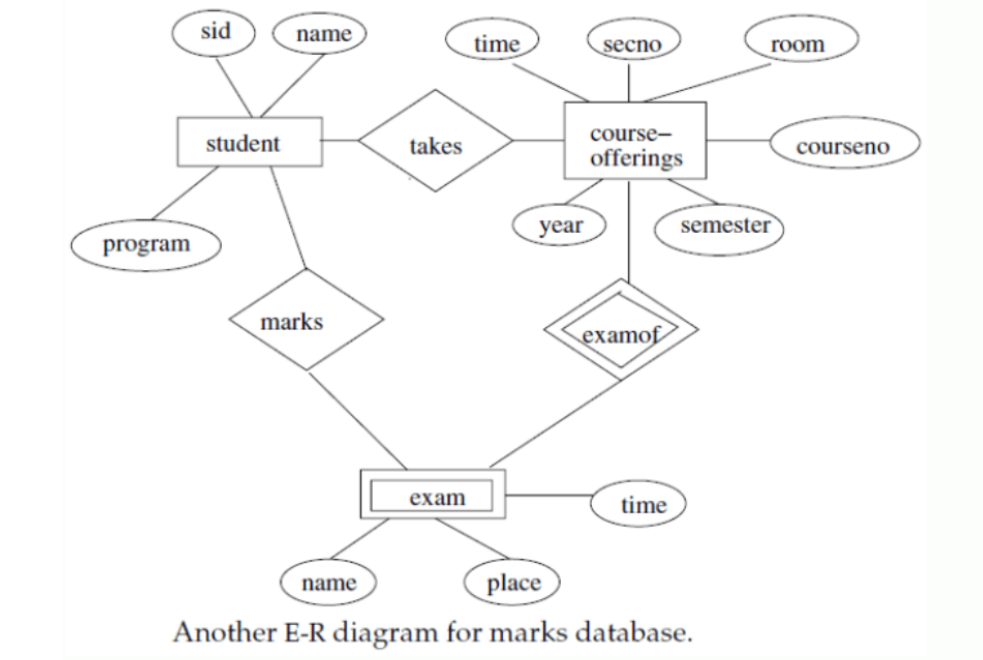 sid
name
time
secno
room
student
takes
course–
offerings
courseno
program
year
semester
marks
examof
exam
time
name
place
Another E-R diagram for marks database.